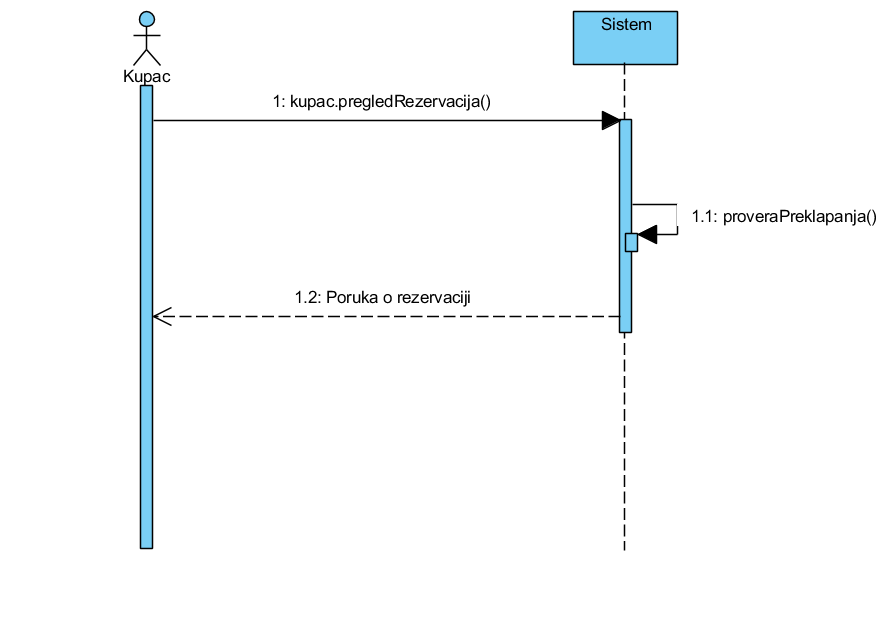 Sistem
Kupac
1: kupac.pregledRezervacija()
1.1: proveraPreklapanja()
1.2: Poruka o rezervaciji